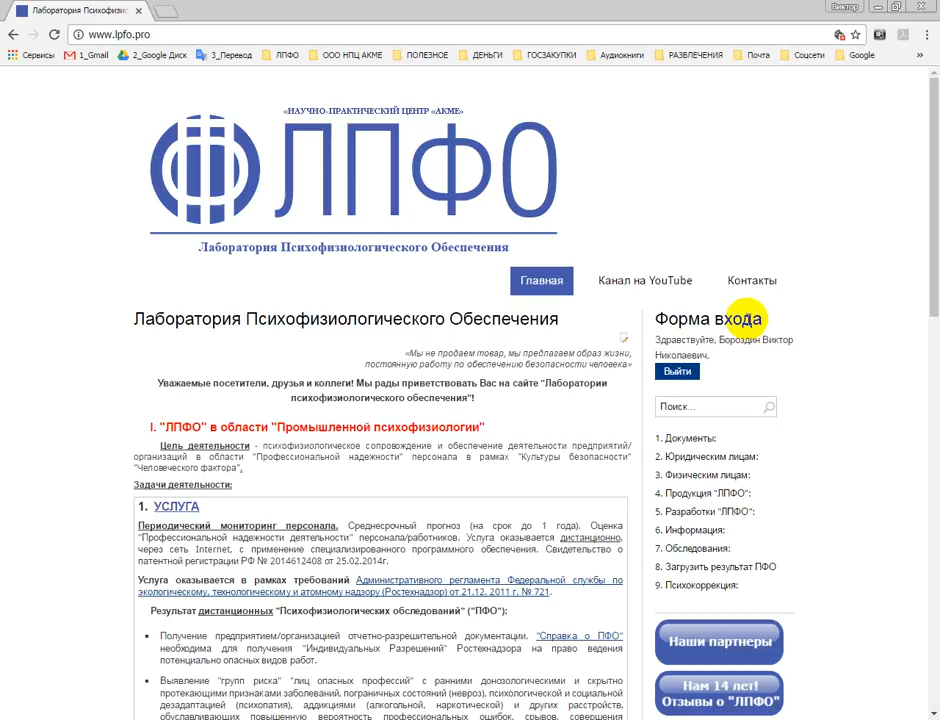 Лаборатория Психофизис
Виктор
www.lpfo.pro
Сервисы
1_Gmail
2_Google Диск
3_Перевод
ЛПФО
ООО НПЦ АКМЕ
ПОЛЕЗНОЕ
ДЕНЬГИ
ГОСЗАКУПКИ
Аудиокниги
РАЗВЛЕЧЕНИЯ
Почта
Соцсети
Google
«НАУЧНО-ПРАКТИЧЕСКИЙ ЦЕНТР «АКМЕ»
ЛПФО
Лаборатория Психофизиологического Обеспечения
Главная
Канал на YouTube
Контакты
Лаборатория Психофизиологического Обеспечения
«Мы не продаем товар, мы предлагаем образ жизни,
постоянную работу по обеспечению безопасности человека»
Уважаемые посетители, друзья и коллеги! Мы рады приветствовать Вас на сайте "Лаборатории
психофизиологического обеспечения"!
I. "ЛПФО" в области "Промышленной психофизиологии"
Цель деятельности - психофизиологическое сопровождение и обеспечение деятельности предприятий/
организаций в области "Профессиональной надежности" персонала в рамках "Культуры безопасности"
"Человеческого фактора".
Задачи деятельности:
1. УСЛУГА
Периодический мониторинг персонала. Среднесрочный прогноз (на срок до 1 года). Оценка
"Профессиональной надежности деятельности" персонала/работников. Услуга оказывается дистанционно,
через сеть Internet, с применение специализированного программного обеспечения. Свидетельство о
патентной регистрации РФ № 2014612408 от 25.02.2014г.
Услуга оказывается в рамках требований Административного регламента Федеральной службы по
экологическому, технологическому и атомному надзору (Ростехнадзор) от 21.12. 2011 г. № 721.
Результат дистанционных "Психофизиологических обследований" ("ПФО"):
Получение предприятием/организацией отчетно-разрешительной документации. "Справка о ПФО"
необходима для получения "Индивидуальных Разрешений" Ростехнадзора на право ведения
потенциально опасных видов работ.
Выявление "групп риска" "лиц опасных профессий" с ранними донозологическими и скрытно
протекающими признаками заболеваний, пограничных состояний (невроз), психологической и социальной
дезадаптацией (психопатия), аддикциями (алкогольной, наркотической) и других расстройств,
обуславливающих повышенную вероятность профессиональных ошибок, срывов, совершения
Форма входа
Здравствуйте, Бороздин Виктор
Николаевич,
Выйти
Поиск...
1. Документы:
2. Юридическим лицам:
3. Физическим лицам:
4. Продукция "ЛПФО":
5. Разработки "ЛПФО":
6. Информация:
7. Обследования:
8. Загрузить результат ПФО
9. Психокоррекция:
Наши партнеры
Нам 14 лет!
Отзывы о "ЛПФО"